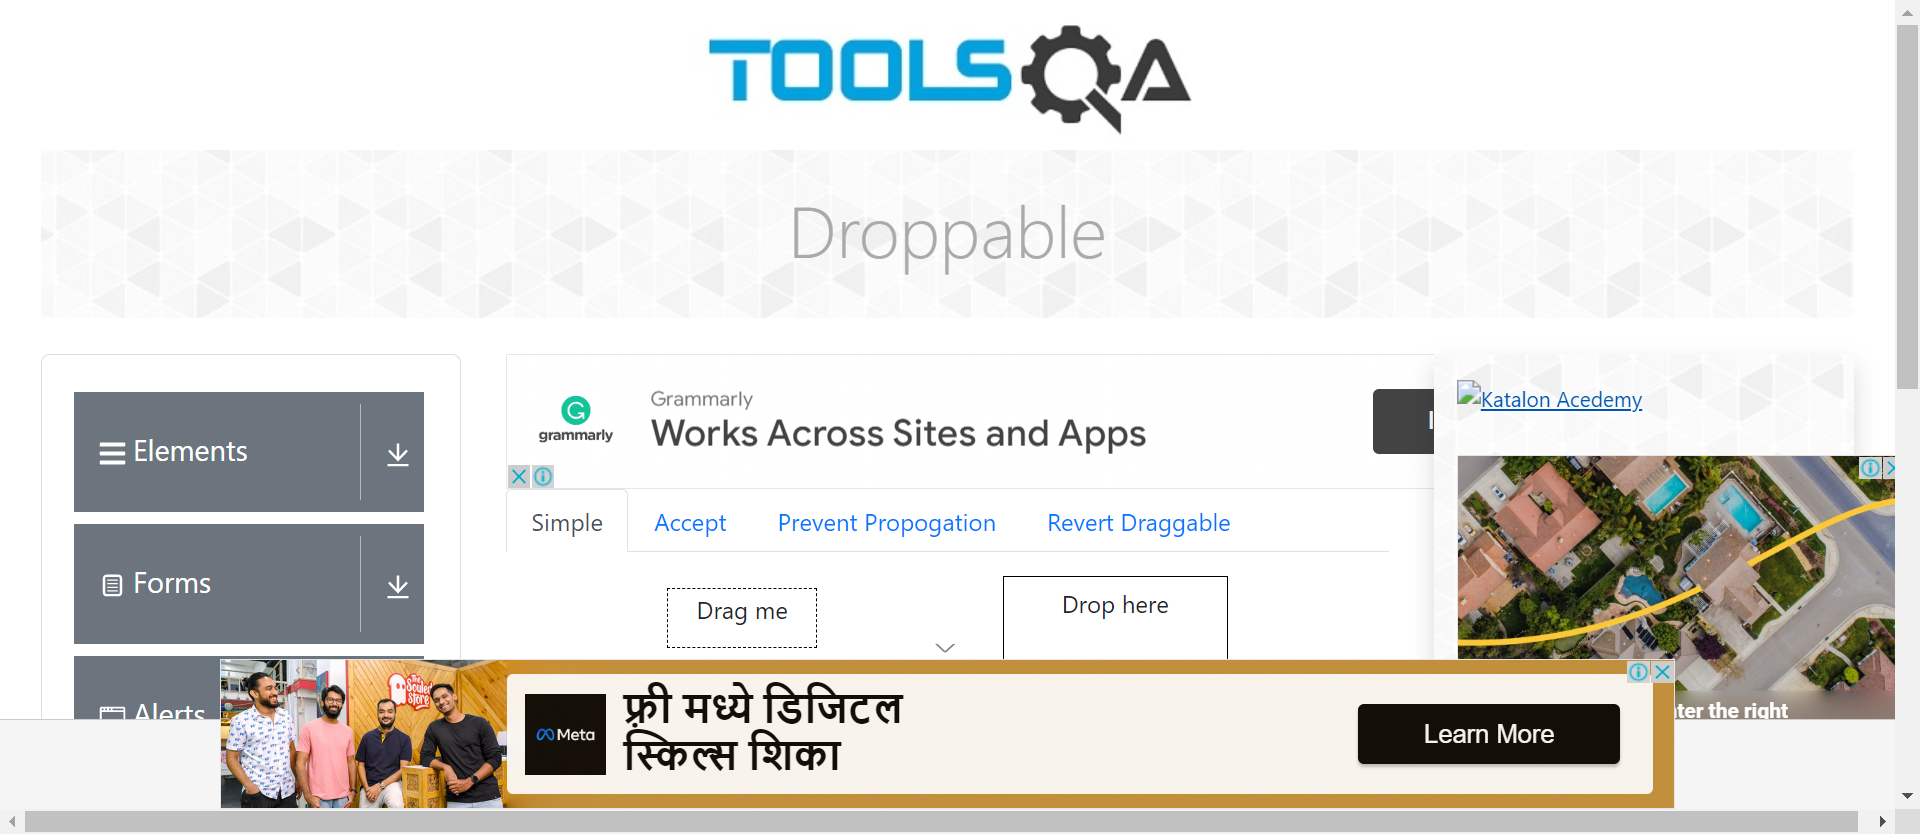 TOOLSQA
Droppable
Elements
Forms
Alerts
grammarly
Grammarly
Works Across Sites and Apps
Simple
Accept
Prevent Propogation
Revert Draggable
Drag me
Drop here
Katalon Acedemy
the right
The Souled Store
Meta
फ्री मध्ये डिजिटल
स्किल्स शिका
Learn More